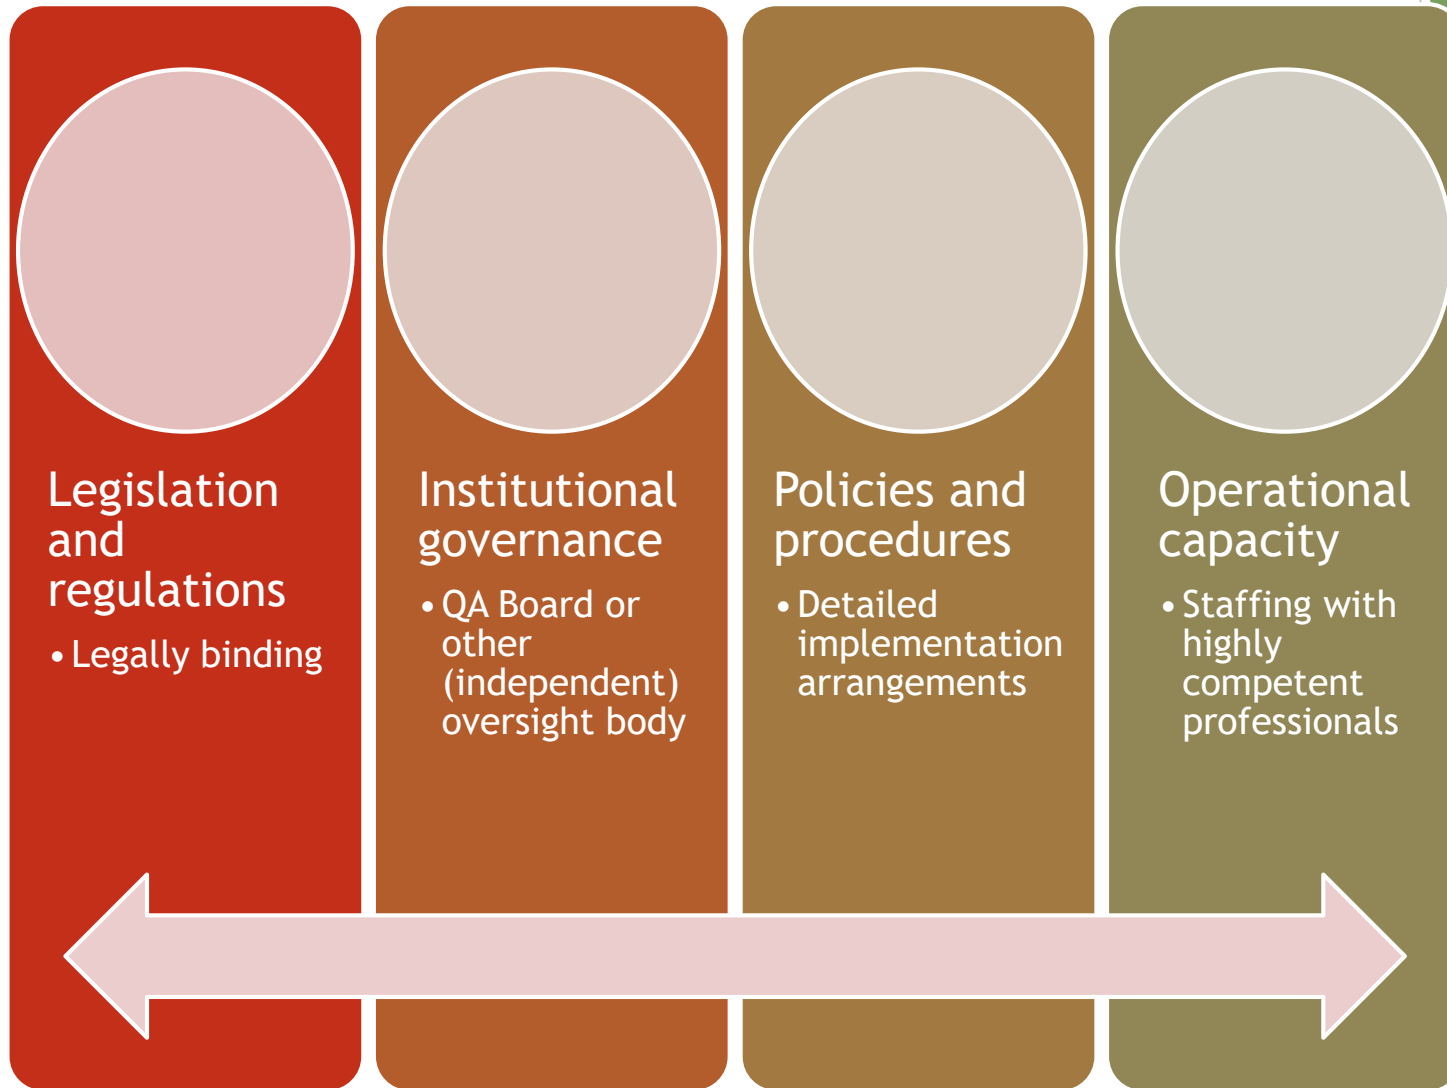 Legislation
and
regulations
• Legally binding
Institutional
governance
• QA Board or
other
(independent)
oversight body
Policies and
procedures
• Detailed
implementation
arrangements
Operational
capacity
• Staffing with
highly
competent
professionals